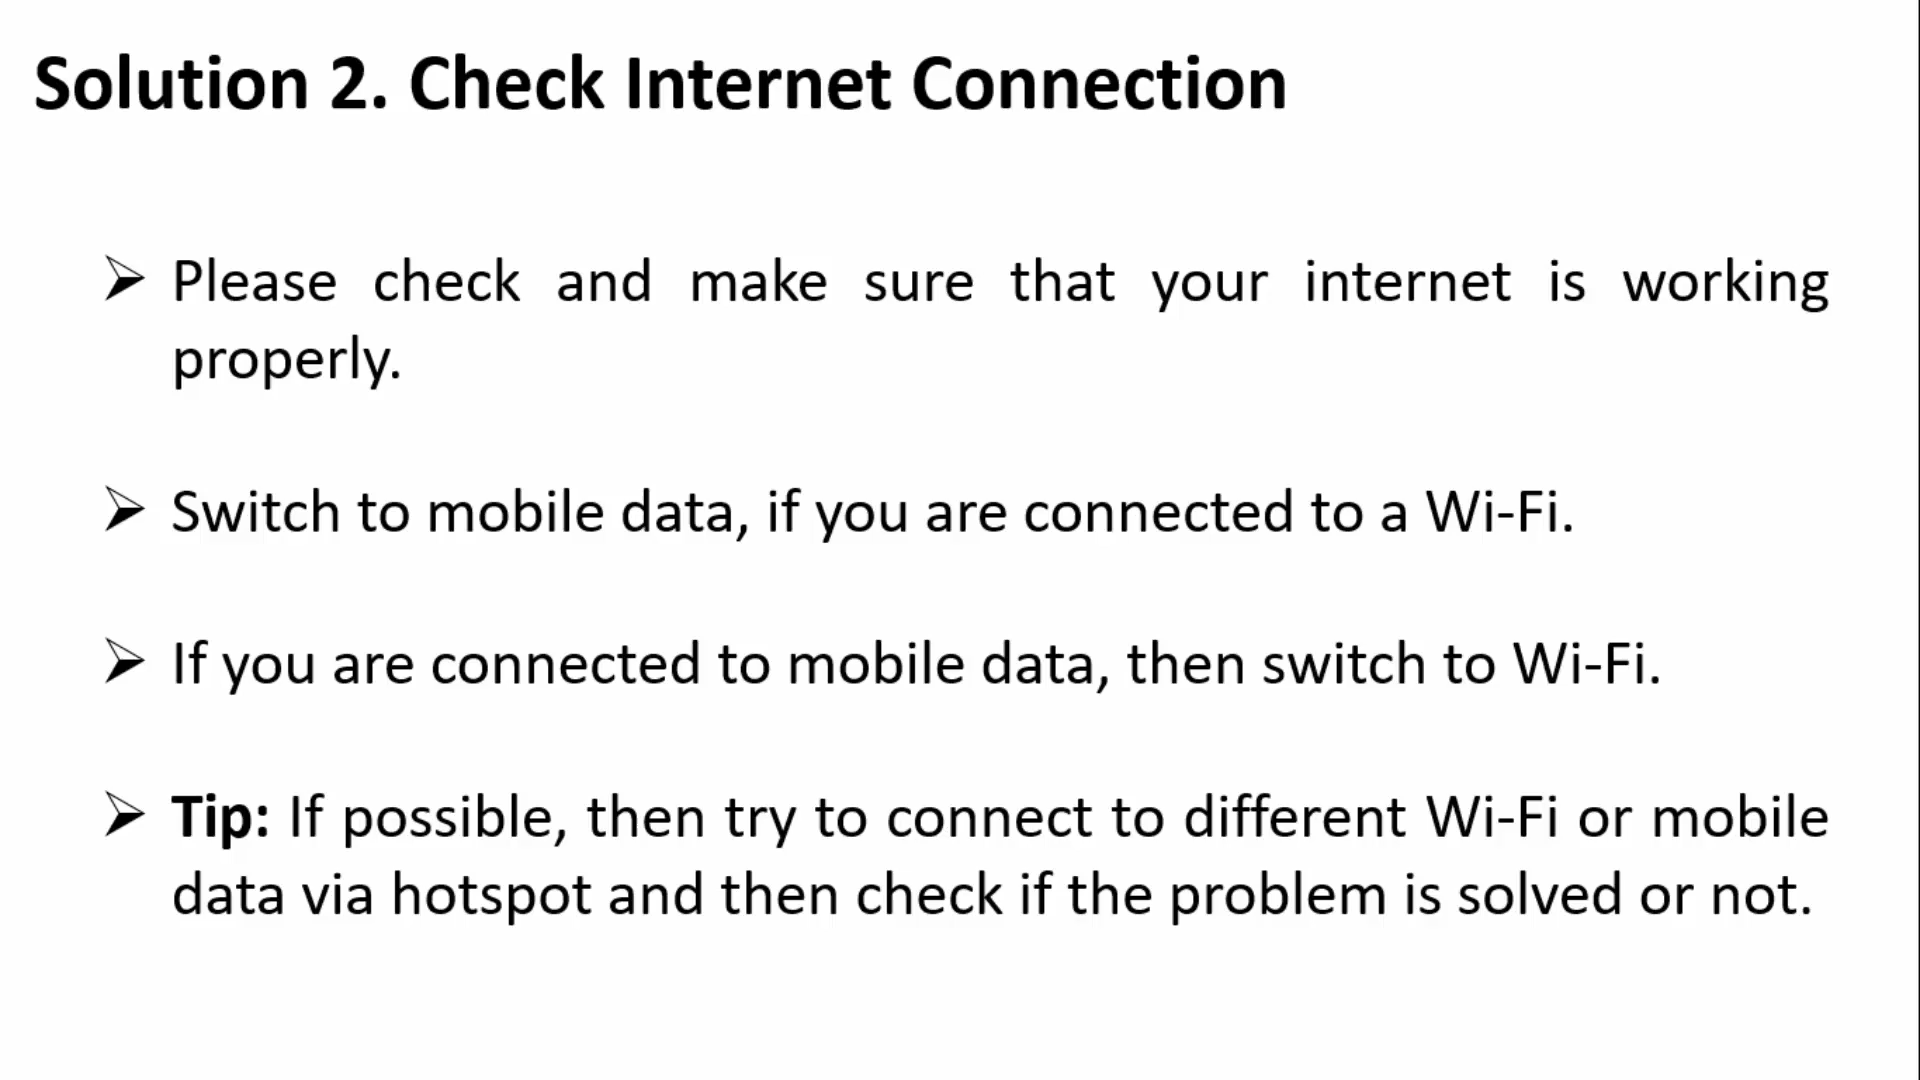 Solution 2. Check Internet Connection
➢ Please check and make sure that your internet is working
properly.
➢ Switch to mobile data, if you are connected to a Wi-Fi.
➢ If you are connected to mobile data, then switch to Wi-Fi.
➢ Tip: If possible, then try to connect to different Wi-Fi or mobile
data via hotspot and then check if the problem is solved or not.